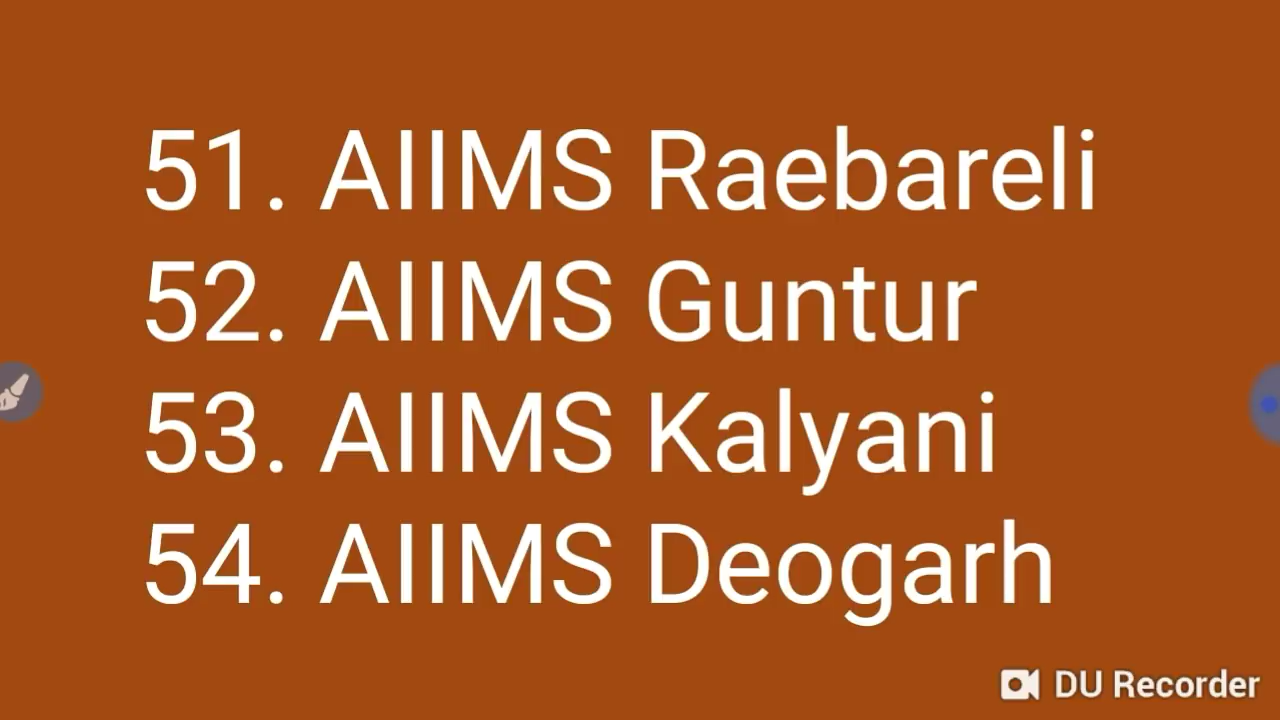 51. AIIMS Raebareli
52. AIIMS Guntur
53. AIIMS Kalyani
54. AIIMS Deogarh
DU Recorder